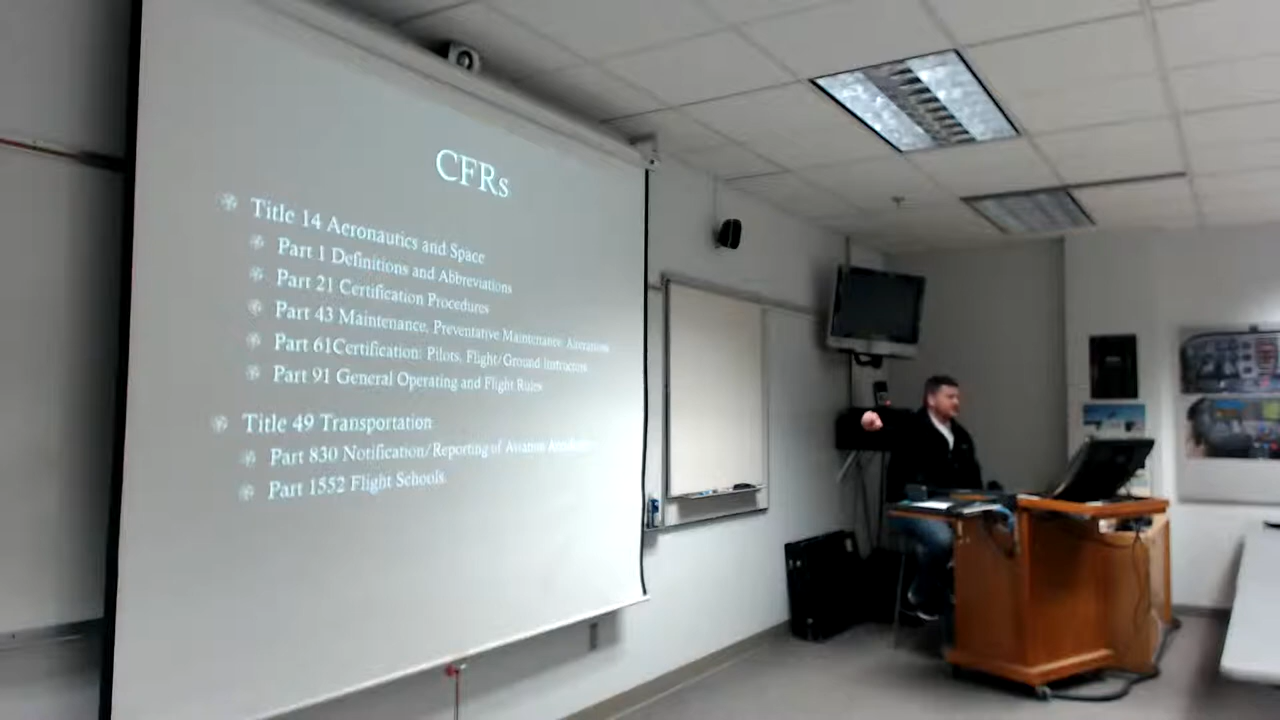 CFRs
Title 14 Aeronautics and Space
Part 1 Definitions and Abbreviations
Part 21 Certification Procedures
Part 43 Maintenance, Preventative Maintenance, Alterations
Part 61Certification: Pilots, Flight/Ground Instructors
Part 91 General Operating and Flight Rules
Title 49 Transportation
Part 830 Notification/Reporting of Aviation
Part 1552 Flight Schools